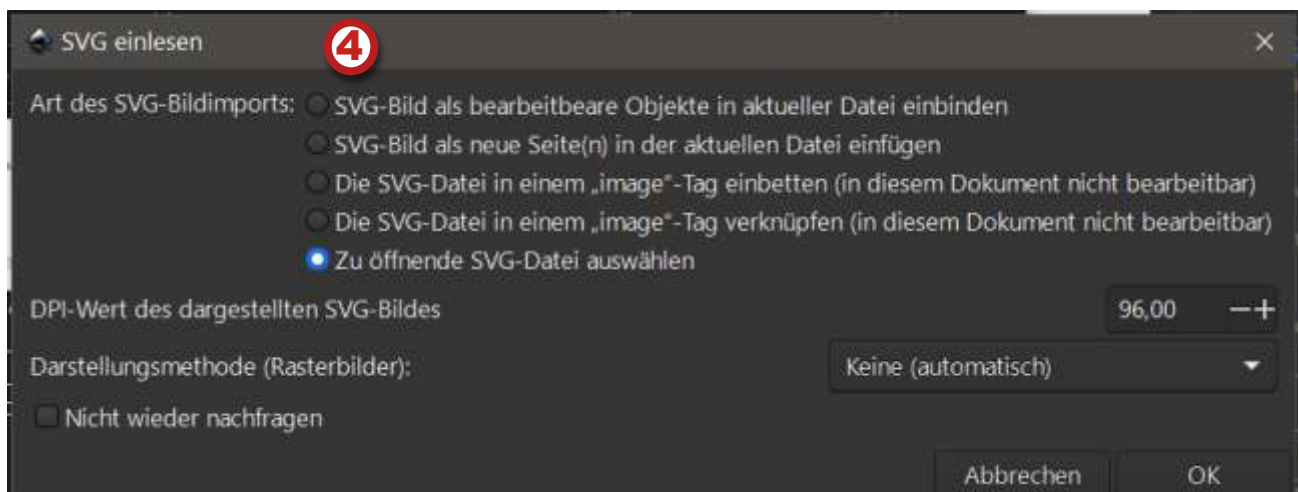 SVG einlesen
4
Art des SVG-Bildimports:
SVG-Bild als bearbeitbare Objekte in aktueller Datei einbinden
SVG-Bild als neue Seite(n) in der aktuellen Datei einfügen
Die SVG-Datei in einem „image“-Tag einbetten (in diesem Dokument nicht bearbeitbar)
Die SVG-Datei in einem „image“-Tag verknüpfen (in diesem Dokument nicht bearbeitbar)
Zu öffnende SVG-Datei auswählen
DPI-Wert des dargestellten SVG-Bildes
96,00
Darstellungsmethode (Rasterbilder):
Keine (automatisch)
Nicht wieder nachfragen
Abbrechen
OK